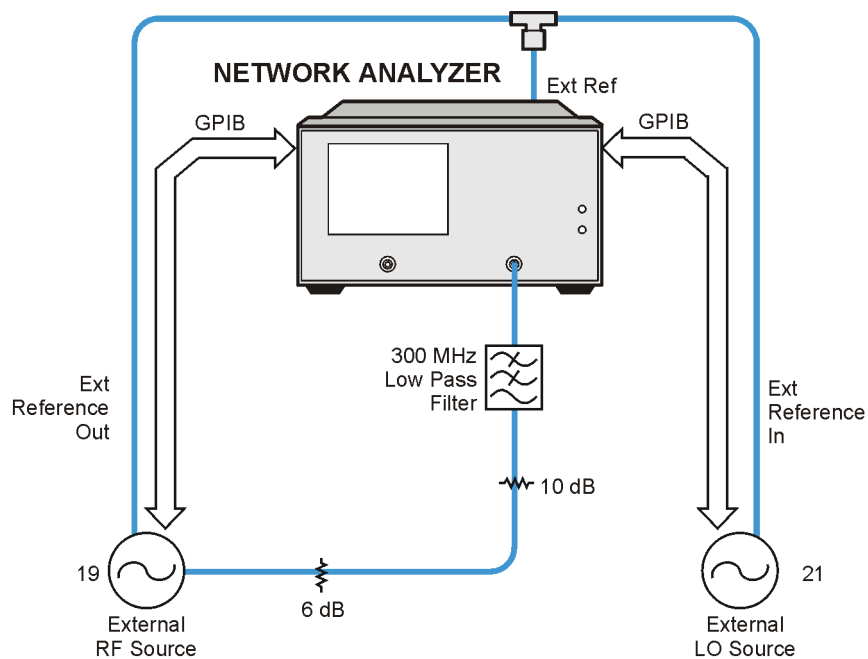 NETWORK ANALYZER
Ext Ref
GPIB
GPIB
300 MHz
Low Pass
Filter
Ext
Reference
Out
Ext
Reference
In
10 dB
19
6 dB
21
External
RF Source
External
LO Source